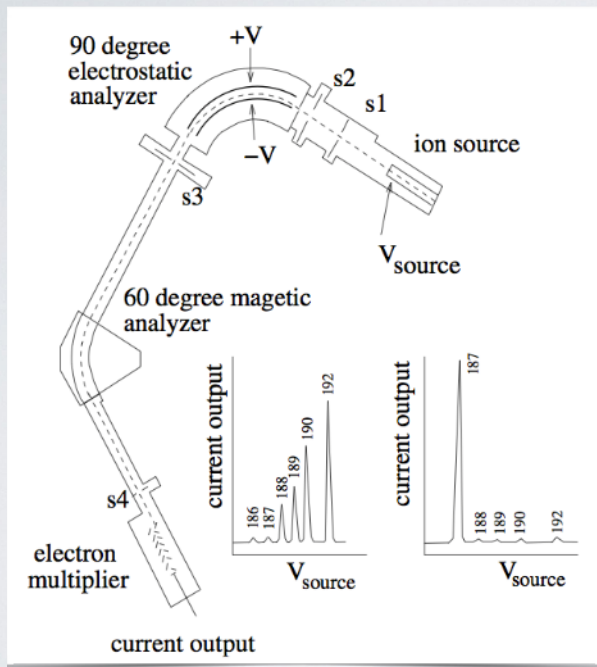 90 degree
electrostatic
analyzer
+V
−V
s2
s1
ion source
s3
V source
60 degree magetic
analyzer
s4
electron
multiplier
current output
current output
186
187
188
189
190
192
V source
current output
187
188
189
190
192
V source